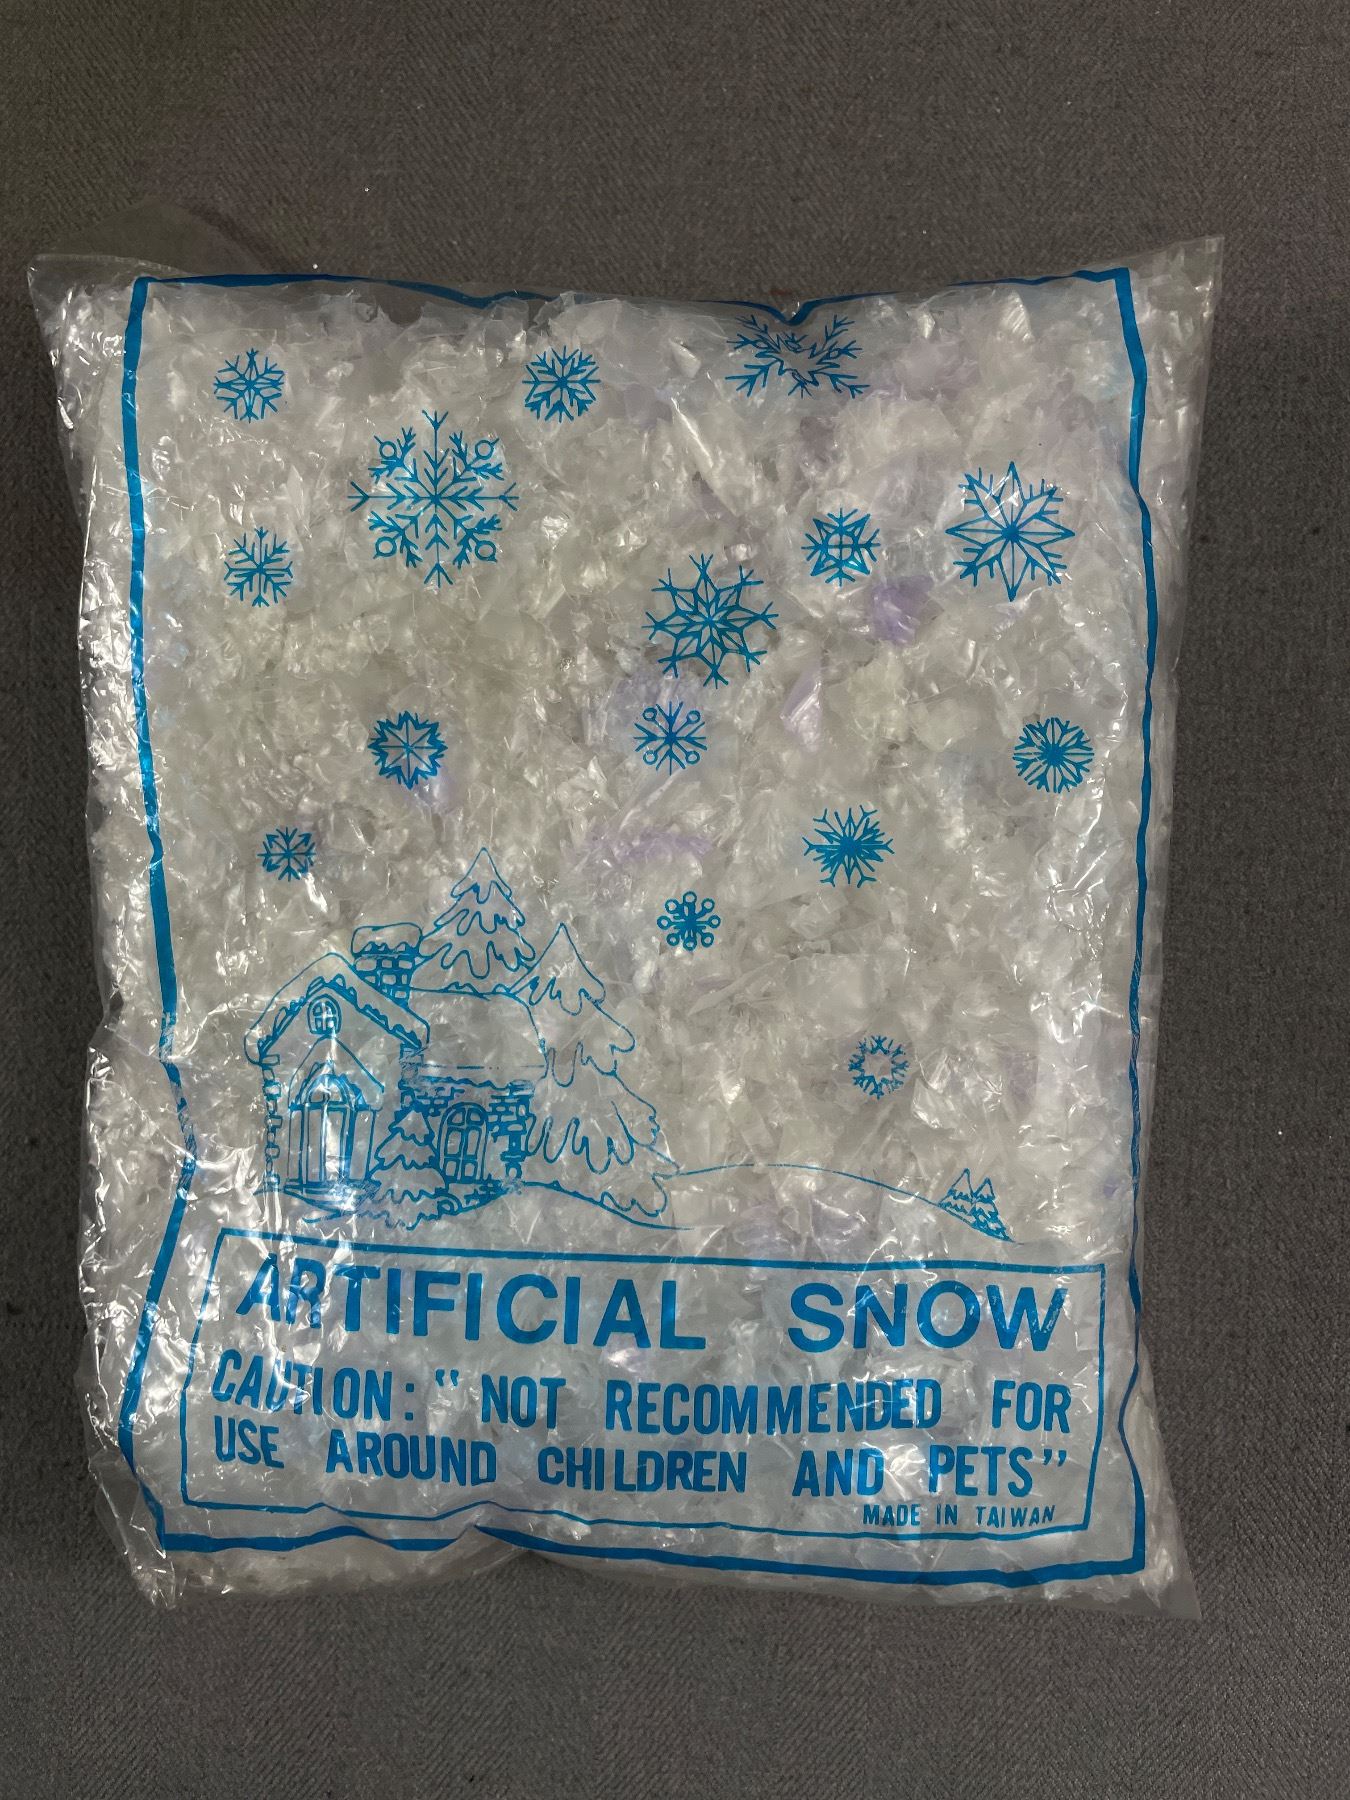 ARTIFICIAL SNOW
CAUTION: “ NOT RECOMMENDED FOR
USE AROUND CHILDREN AND PETS”
MADE IN TAIWAN